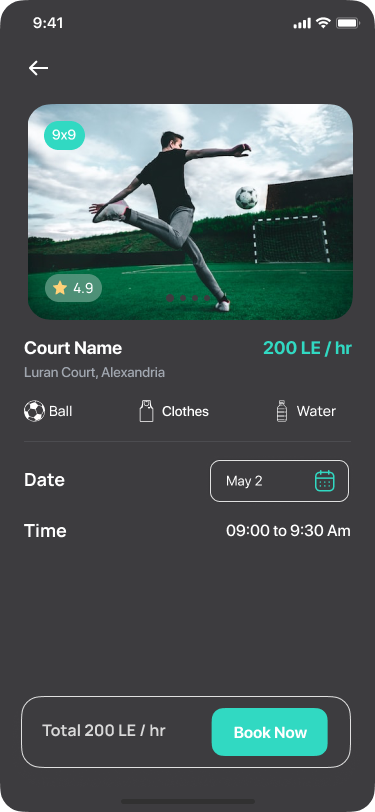 9:41
9x9
4.9
Court Name 200 LE / hr
Luran Court, Alexandria
Ball Clothes Water
Date May 2
Time 09:00 to 9:30 Am
Total 200 LE / hr Book Now